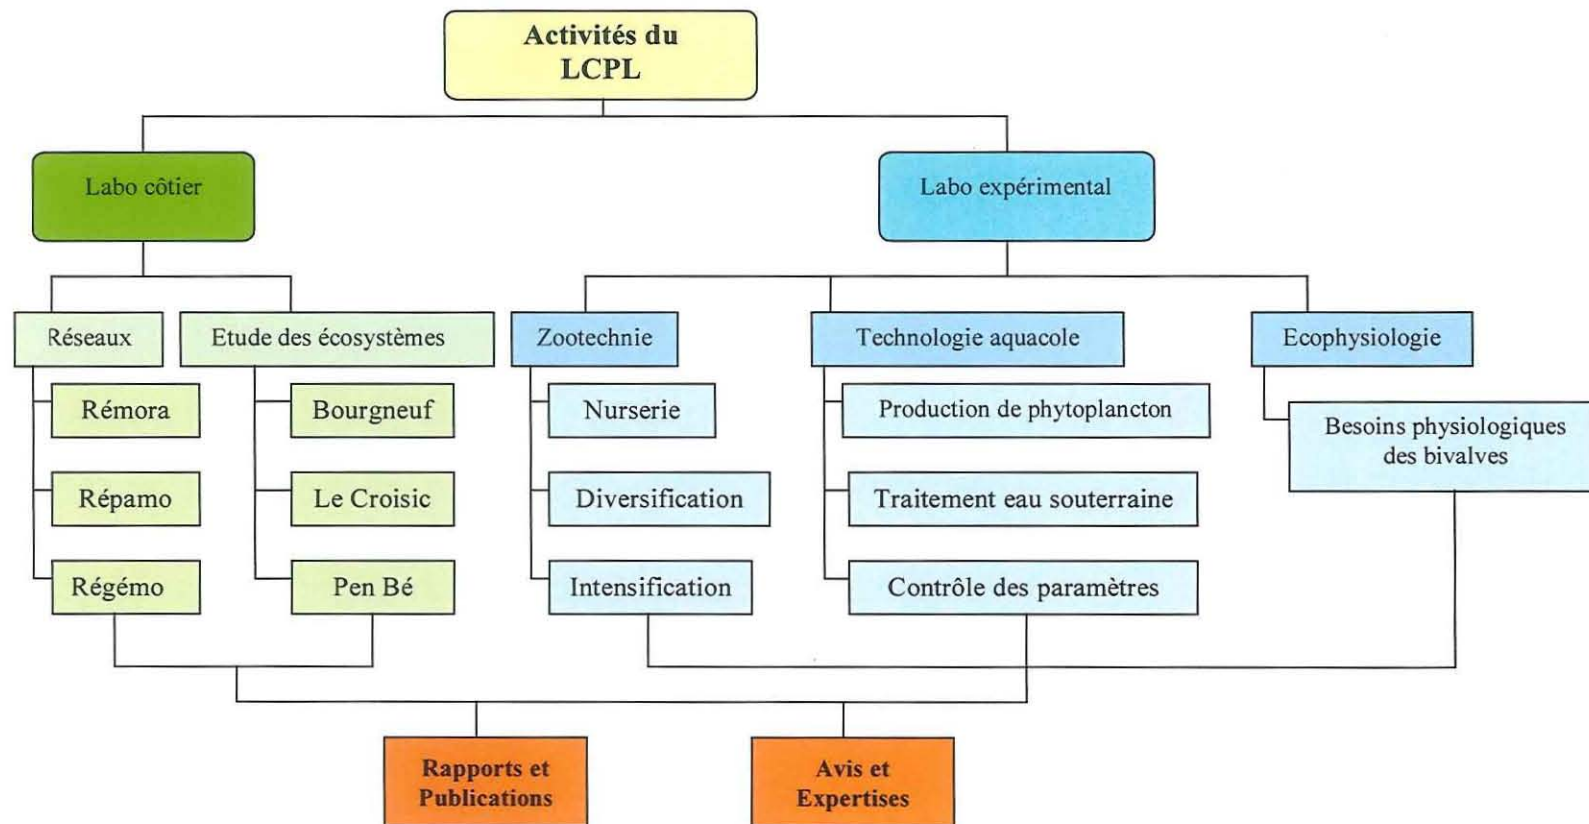 Activités du
LCPL
Labo côtier
Labo expérimental
Réseaux
Etude des écosystèmes
Zootechnie
Technologie aquacole
Ecophysiologie
Rémora
Bourgneuf
Nurserie
Production de phytoplancton
Besoins physiologiques
des bivalves
Répamo
Le Croisic
Diversification
Traitement eau souterraine
Régémo
Pen Bé
Intensification
Contrôle des paramètres
Rapports et
Publications
Avis et
Expertises